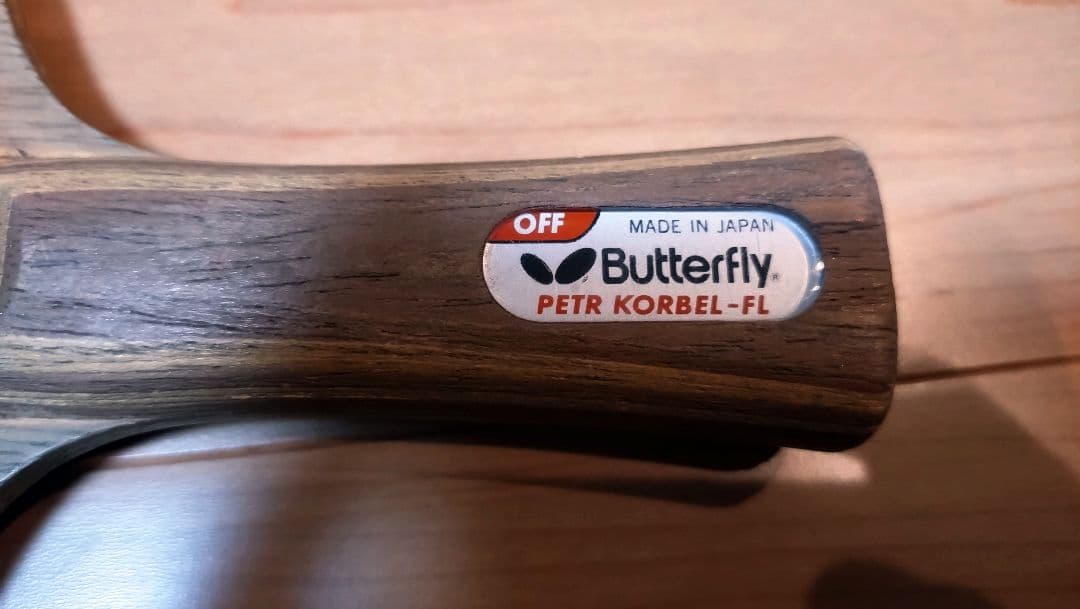 OFF MADE IN JAPAN
Butterfly®
PETR KORBEL-FL